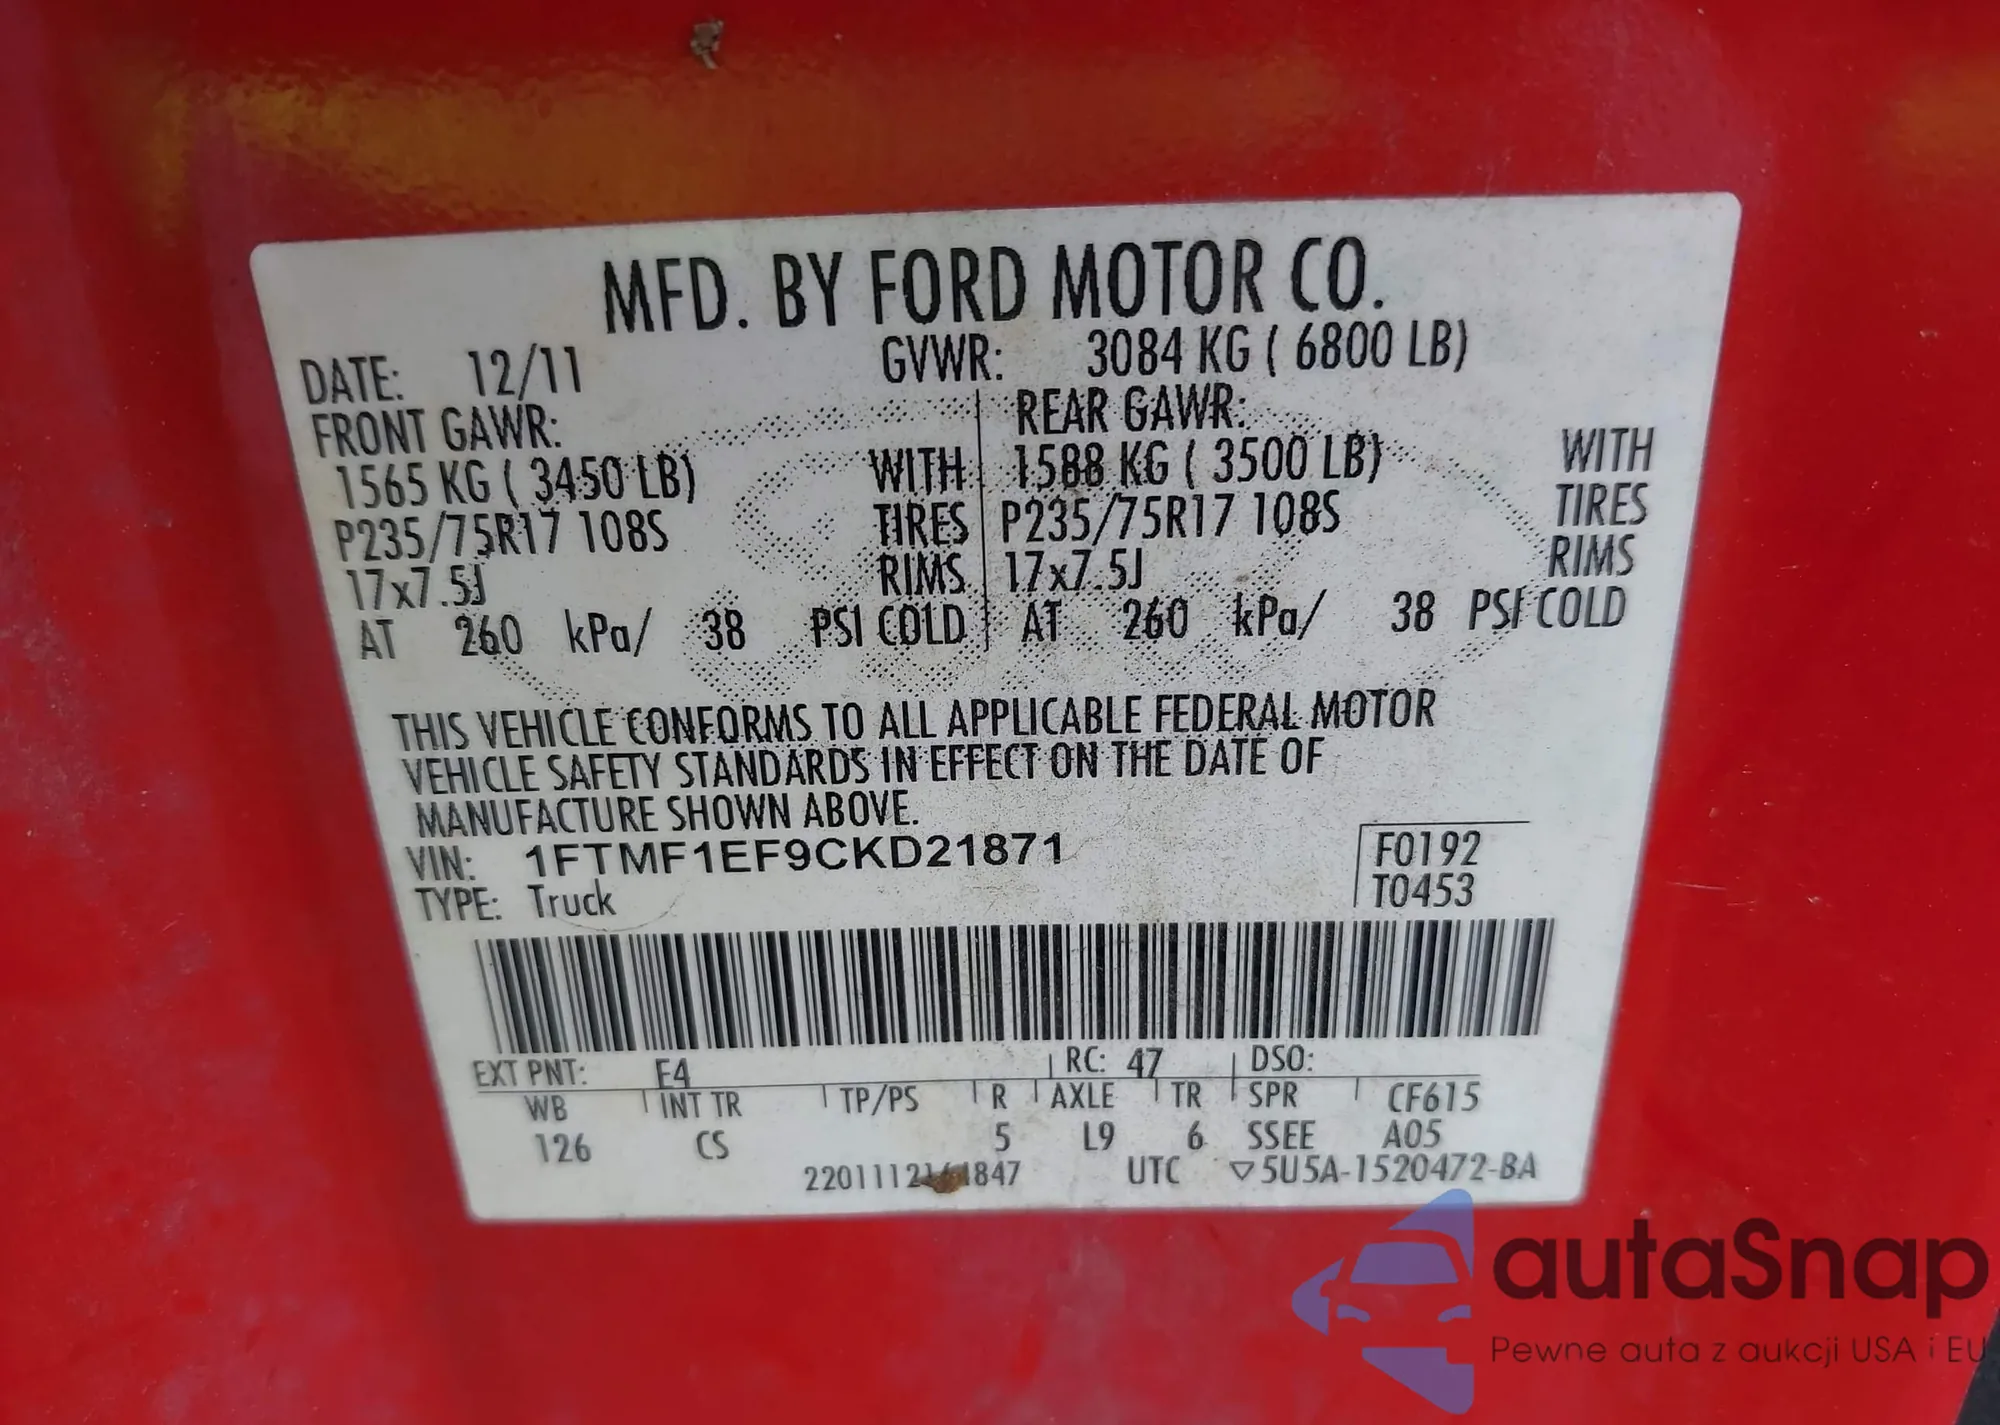 MFD. BY FORD MOTOR CO.
DATE: 12/11 GVWR: 3084 KG ( 6800 LB)
FRONT GAWR: REAR GAWR:
1565 KG ( 3450 LB) WITH 1588 KG ( 3500 LB) WITH
P235/75R17 108S TIRES P235/75R17 108S TIRES
17x7.5J RIMS 17x7.5J RIMS
AT 260 kPa/ 38 PSI COLD AT 260 kPa/ 38 PSI COLD
THIS VEHICLE CONFORMS TO ALL APPLICABLE FEDERAL MOTOR
VEHICLE SAFETY STANDARDS IN EFFECT ON THE DATE OF
MANUFACTURE SHOWN ABOVE.
VIN: 1FTMF1EF9CKD21871 F0192
TYPE: Truck T0453
EXT PNT: E4 RC: 47 DSO:
WB INT TR TP/PS R AXLE TR SPR CF615
126 CS 5 L9 6 SSEE A05
UTC ▽5U5A-1520472-BA
autaSnap
Pewne auta z aukcji USA i EU